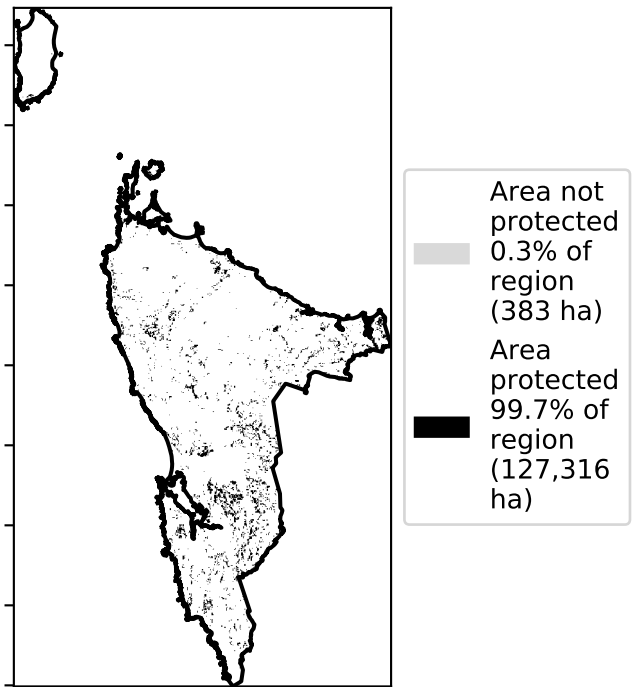 Area not
protected
0.3% of
region
(383 ha)
Area
protected
99.7% of
region
(127,316
ha)